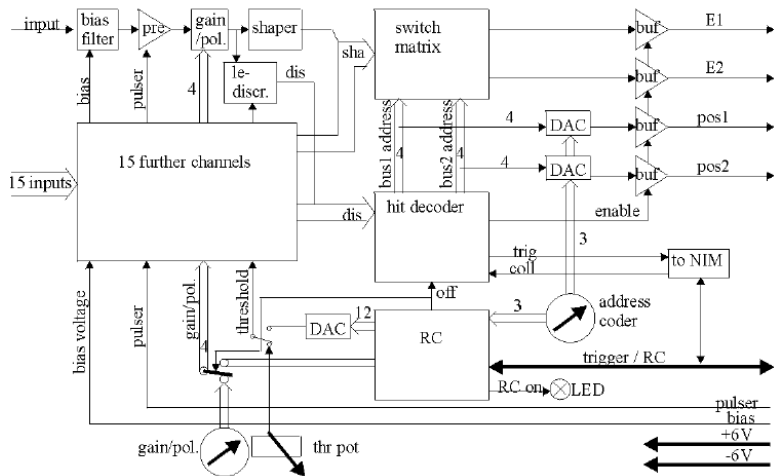 input
bias
filter
pre
gain
/pol.
shaper
switch
matrix
buf
E1
sha
1e-
discr.
dis
buf
E2
bias
pulser
4
bus1 address
4
bus2 address
4
4
DAC
buf
pos1
15 further channels
4
DAC
buf
pos2
15 inputs
dis
hit decoder
enable
3
trig
coll
to NIM
bias voltage
pulser
gain/pol.
4
threshold
off
DAC
12
RC
3
address
coder
trigger / RC
RC on
LED
pulser
bias
gain/pol.
thr pot
+6V
-6V